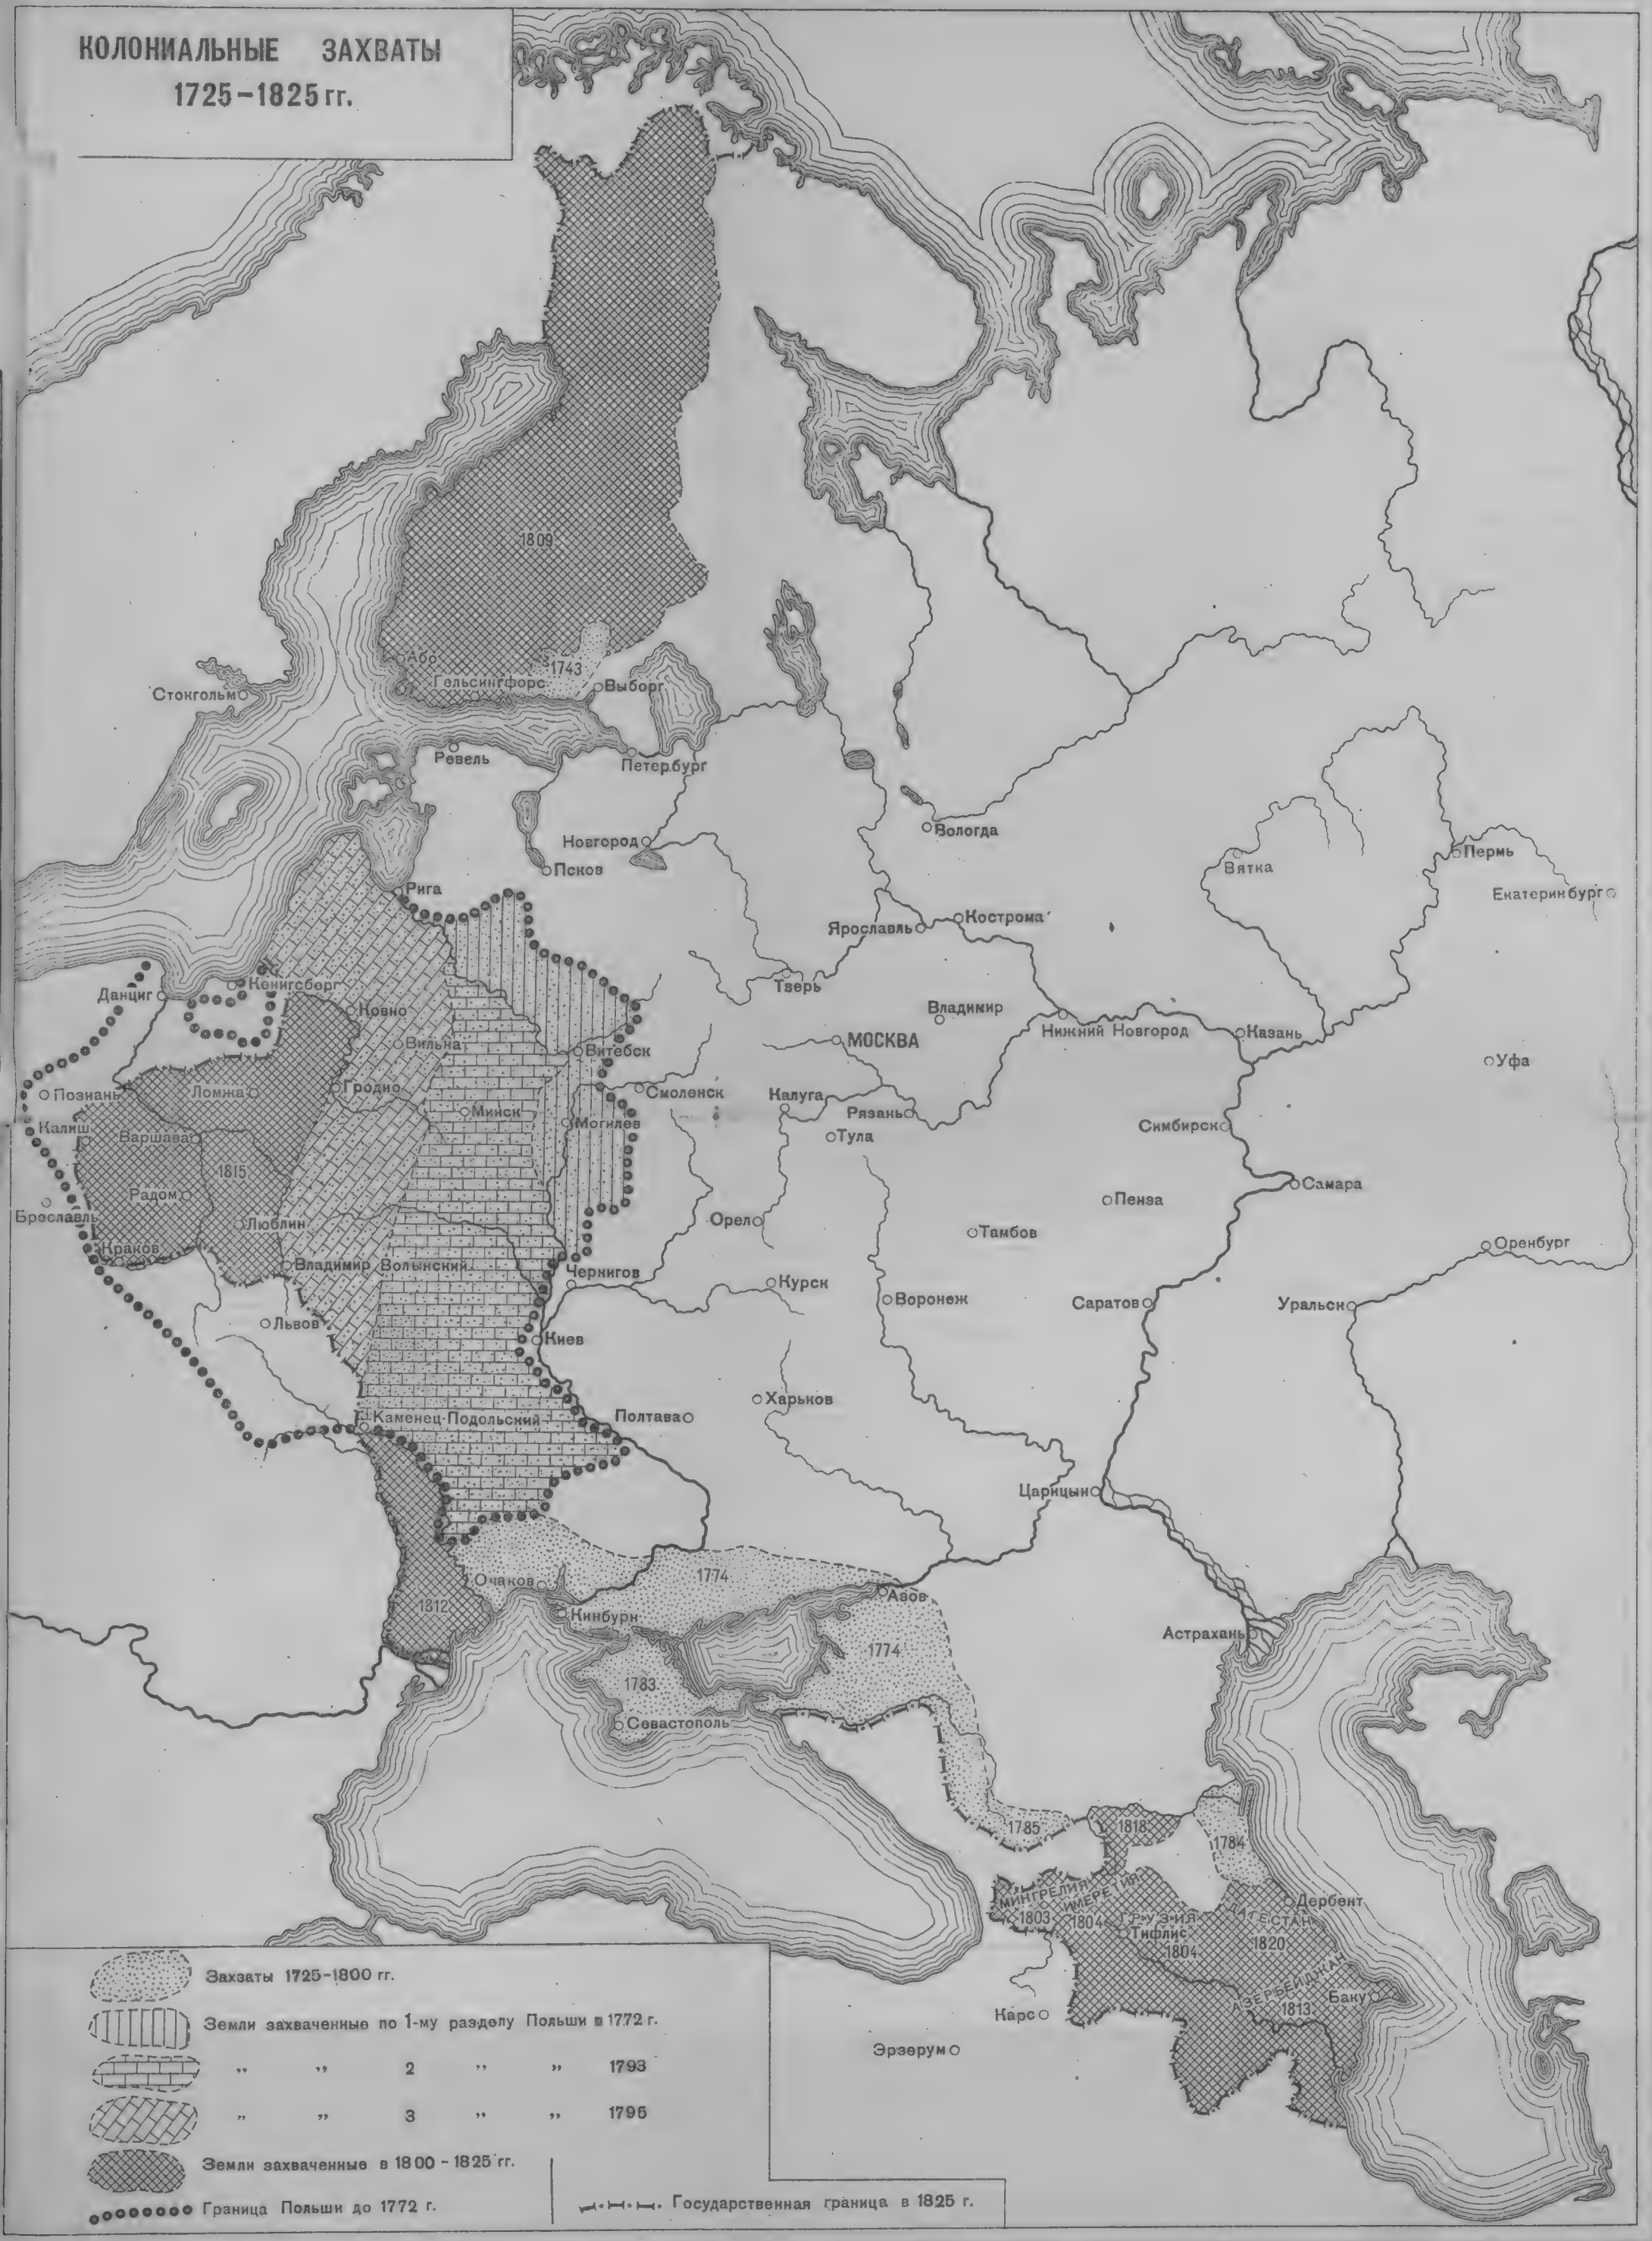 КОЛОНИАЛЬНЫЕ ЗАХВАТЫ
1725-1825 гг.
1809
Або
1743
Гельсингфорс
Выборг
Стокгольм
Ревель
Петербург
Новгород
Псков
Вологда
Вятка
Пермь
Екатеринбург
Рига
Ярославль
Кострома
Тверь
Данциг
Кенигсберг
Ковно
Владимир
Нижний Новгород
Казань
Вильна
Витебск
МОСКВА
Уфа
Познань
Ломжа
Гродно
Смоленск
Калуга
Рязань
Минск
Могилев
Калиш
Варшава
Тула
Симбирск
1815
Самара
Радом
Пенза
Бреславль
Люблин
Орел
Тамбов
Краков
Оренбург
Владимир Волынский
Чернигов
Курск
Воронеж
Саратов
Уральск
Львов
Киев
Харьков
Каменец-Подольский
Полтава
Царицын
1774
Очаков
Азов
1812
Кинбурн
Астрахань
1774
1783
Севастополь
1785
1818
1784
МИНГРЕЛИЯ
ИМЕРЕТИЯ
Дербент
1803
1804
ГРУЗИЯ
ДАГЕСТАН
Тифлис
1804
1820
АЗЕРБЕЙДЖАН
Баку
1813
Карс
Эрзерум
Захваты 1725-1800 гг.
Земли захваченные по 1-му разделу Польши в 1772 г.
„ „ 2 „ „ 1793
„ „ 3 „ „ 1795
Земли захваченные в 1800-1825 гг.
Граница Польши до 1772 г.
Государственная граница в 1825 г.